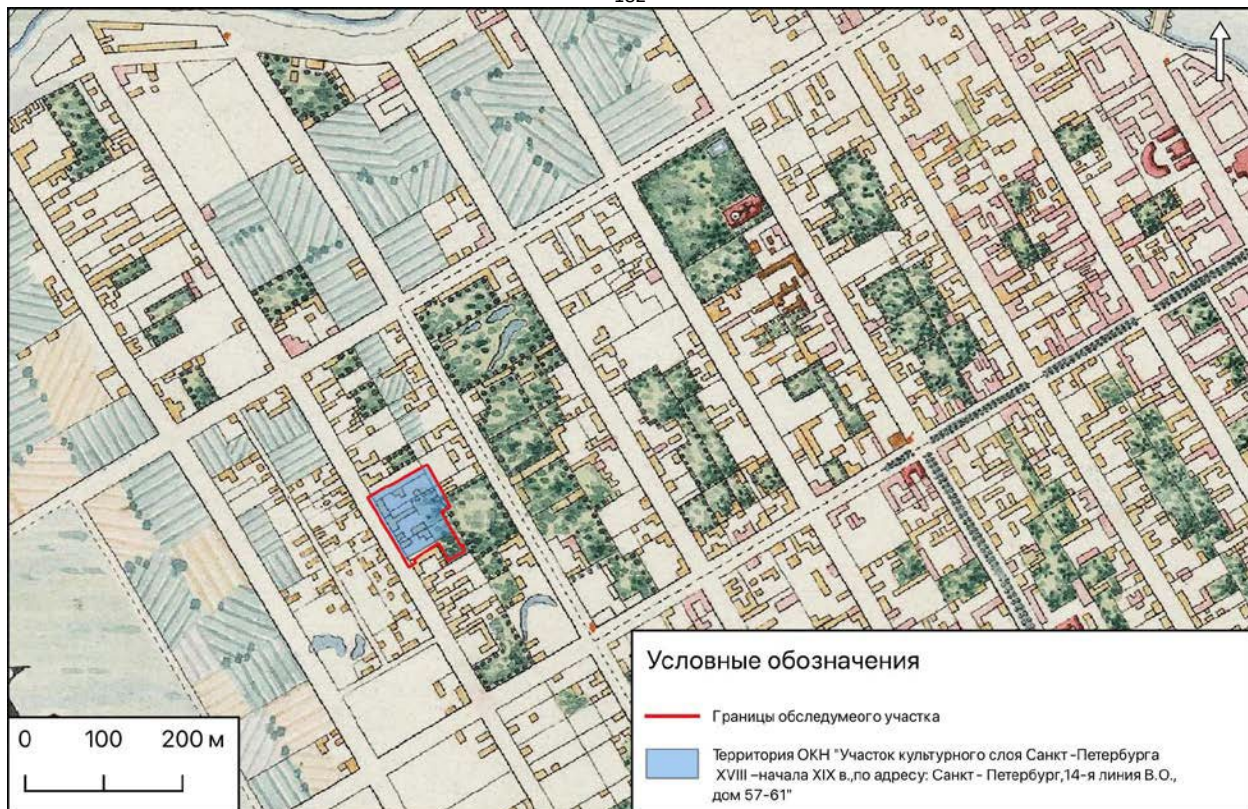 182
Условные обозначения
Границы обследумеого участка
Территория ОКН "Участок культурного слоя Санкт -Петербурга
XVIII –начала XIX в.,по адресу: Санкт - Петербург,14-я линия В.О.,
дом 57-61"
0 100 200 м